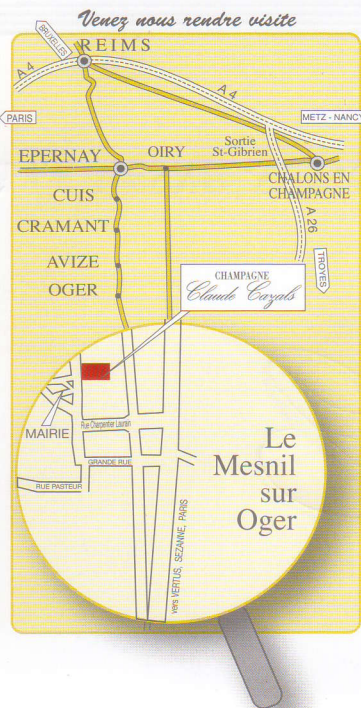 Venez nous rendre visite
BRUXELLES
REIMS
A 4
A 4
PARIS
METZ - NANCY
EPERNAY
OIRY
Sortie
St-Gibrien
CHALONS EN
CHAMPAGNE
CUIS
CRAMANT
A 26
AVIZE
TROYES
OGER
CHAMPAGNE
Claude Cazals
MAIRIE
Rue Charpentier Laurain
GRANDE RUE
RUE PASTEUR
Le
Mesnil
sur
Oger
vers VERTUS, SEZANNE, PARIS